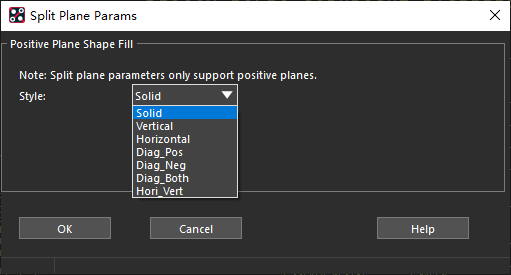 Split Plane Params
Positive Plane Shape Fill
Note: Split plane parameters only support positive planes.
Style: Solid
Solid
Vertical
Horizontal
Diag_Pos
Diag_Neg
Diag_Both
Hori_Vert
OK Cancel Help